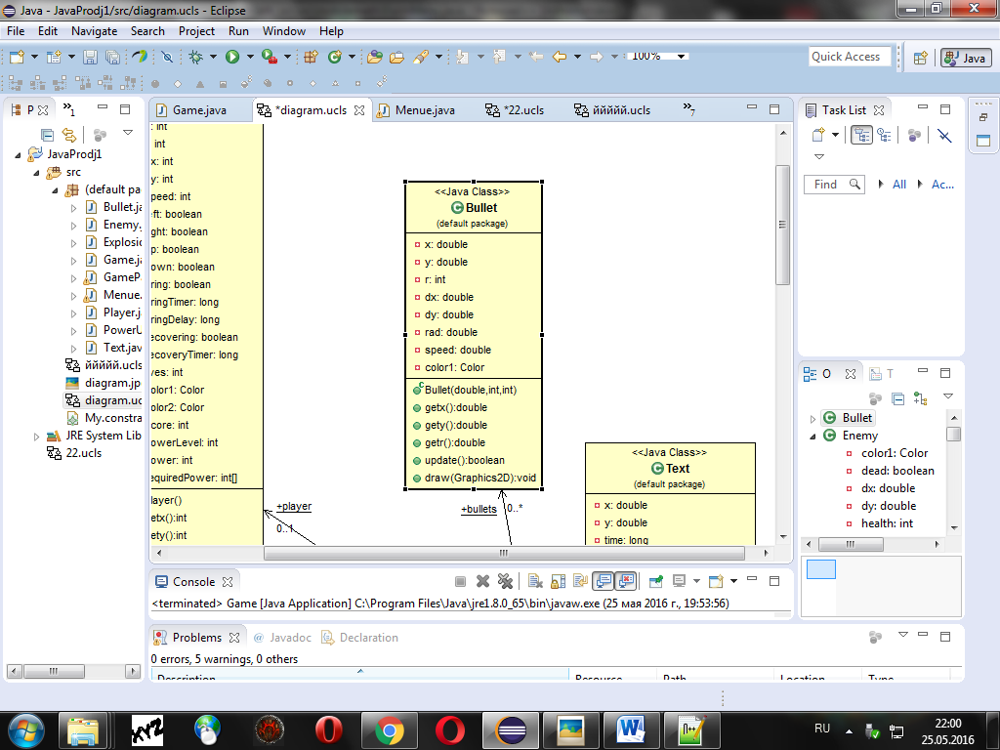 Java - JavaProdj1/src/diagram.ucls - Eclipse
File Edit Navigate Search Project Run Window Help
100%
Quick Access
Java
P
1
JavaProdj1
src
(default pa
Bullet.ja
Enemy.
Explosic
Game.ja
GameP
Menue.
Player.j
PowerU
Text.jav
ййййй.ucls
diagram.jp
diagram.uc
My.constra
JRE System Lib
22.ucls
Game.java *diagram.ucls Menue.java *22.ucls ййййй.ucls 7
: int
: int
x: int
y: int
peed: int
eft: boolean
ight: boolean
p: boolean
own: boolean
ring: boolean
ringTimer: long
ringDelay: long
ecovering: boolean
ecoveryTimer: long
ves: int
olor1: Color
olor2: Color
core: int
owerLevel: int
ower: int
equiredPower: int[]
layer()
etx():int
ety():int
+player
0..1
<<Java Class>>
Bullet
(default package)
x: double
y: double
r: int
dx: double
dy: double
rad: double
speed: double
color1: Color
Bullet(double,int,int)
getx():double
gety():double
getr():double
update():boolean
draw(Graphics2D):void
+bullets
0..*
<<Java Class>>
Text
(default package)
x: double
y: double
time: long
Task List
Find All Ac...
O T
Bullet
Enemy
color1: Color
dead: boolean
dx: double
dy: double
health: int
Console
<terminated> Game [Java Application] C:\Program Files\Java\jre1.8.0_65\bin\javaw.exe (25 мая 2016 г., 19:53:56)
Problems @ Javadoc Declaration
0 errors, 5 warnings, 0 others
Description Resource Path Location Type
XYZ
RU
22:00
25.05.2016